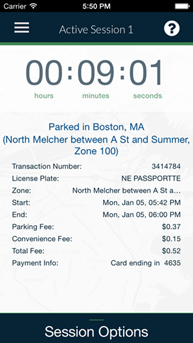 Carrier 5:50 PM
Active Session 1
?
00:09:01
hours minutes seconds
Parked in Boston, MA
(North Melcher between A St and Summer,
Zone 100)
Transaction Number: 3414784
License Plate: NE PASSPORTTE
Zone: North Melcher between A St a...
Start: Mon, Jan 05, 05:42 PM
End: Mon, Jan 05, 06:00 PM
Parking Fee: $0.37
Convenience Fee: $0.15
Total Fee: $0.52
Payment Info: Card ending in 4635
Session Options